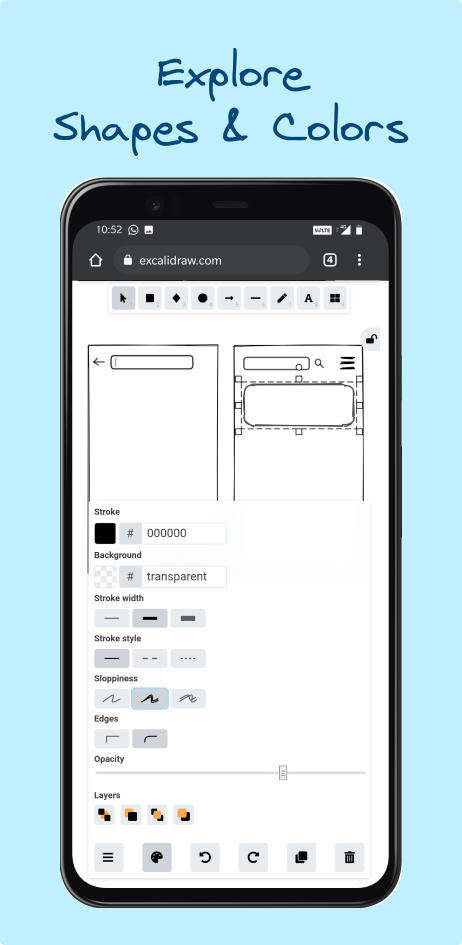 Explore
Shapes & Colors
10:52
VoLTE 4G
excalidraw.com
4
A
Stroke
# 000000
Background
# transparent
Stroke width
Stroke style
Sloppiness
Edges
Opacity
Layers